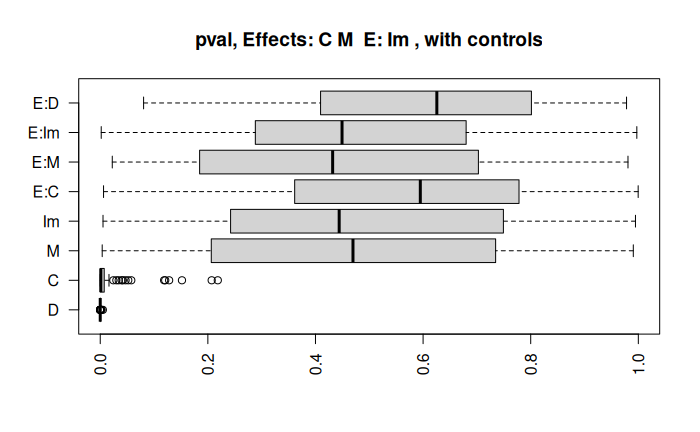 pval, Effects: C M  E: Im , with controls
E:D
E:Im
E:M
E:C
Im
M
C
D
0.0 0.2 0.4 0.6 0.8 1.0